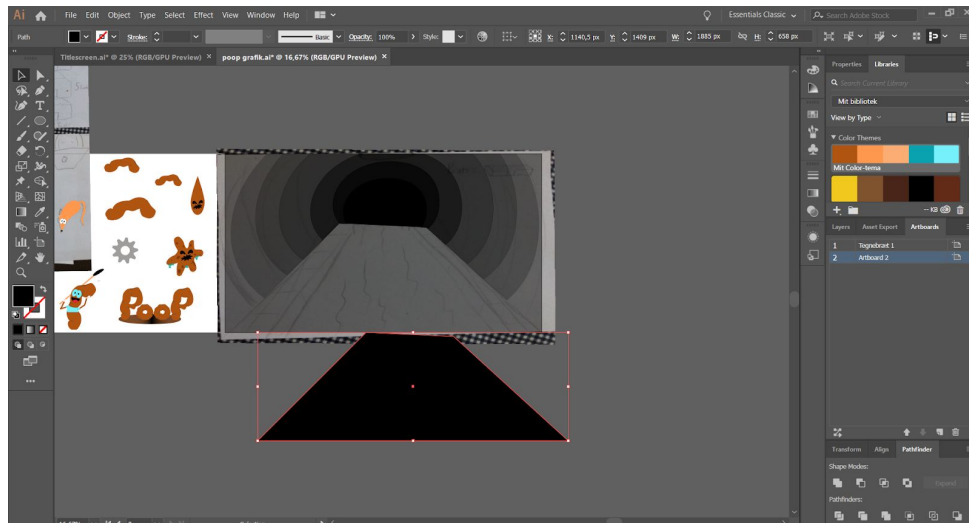 Ai File Edit Object Type Select Effect View Window Help Essentials Classic Search Adobe Stock
Path Stroke: Basic Opacity: 100% Style: X: 1140,5 px Y: 1409 px W: 1885 px H: 658 px
Titlescreen.ai* @ 25% (RGB/GPU Preview) × poop grafik.ai* @ 16,67% (RGB/GPU Preview) ×
Properties Libraries
Search Current Library
Mit bibliotek
View by Type
Color Themes
Mit Color-tema
- KB
Layers Asset Export Artboards
1 Tegnebræt 1
2 Artboard 2
PooP
Transform Align Pathfinder
Shape Modes:
Expand
Pathfinders: